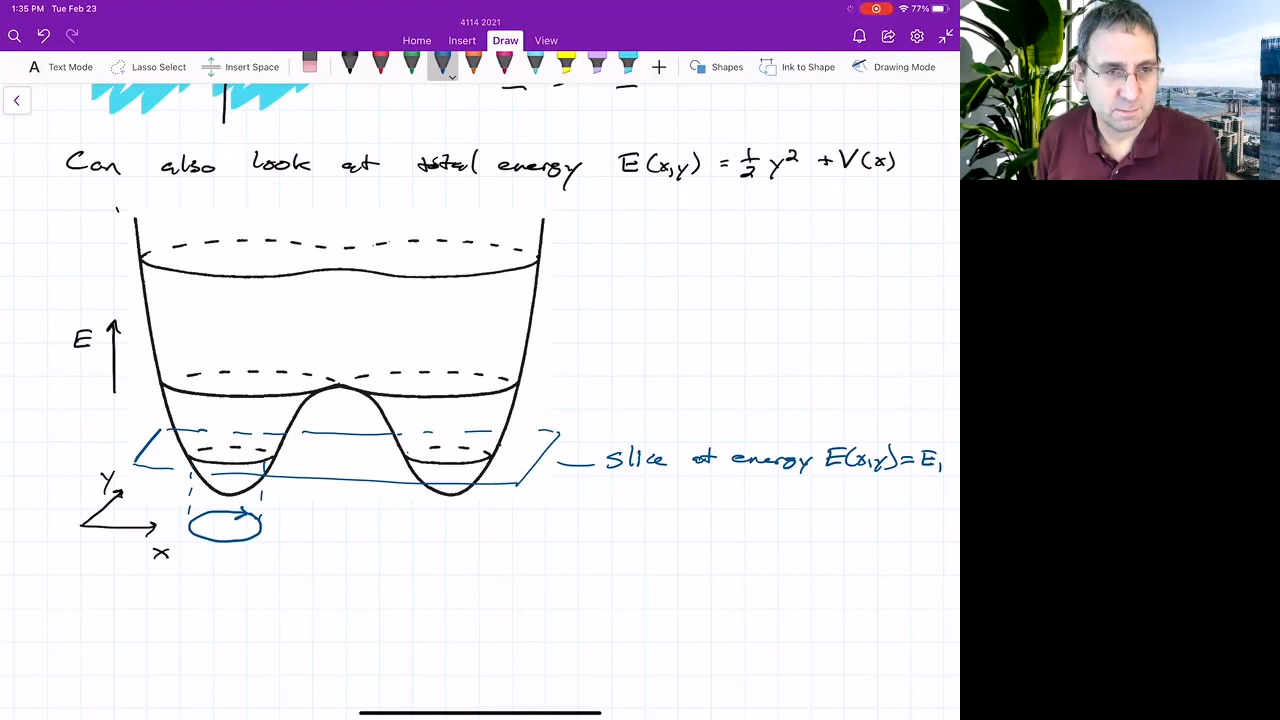 1:35 PM Tue Feb 23
77%
4114 2021
Home Insert Draw View
Text Mode Lasso Select Insert Space Shapes Ink to Shape Drawing Mode
Can also look at total energy E(x,y) = 1/2 y² + V(x)
E
slice at energy E(x,y) = E₁
y
x